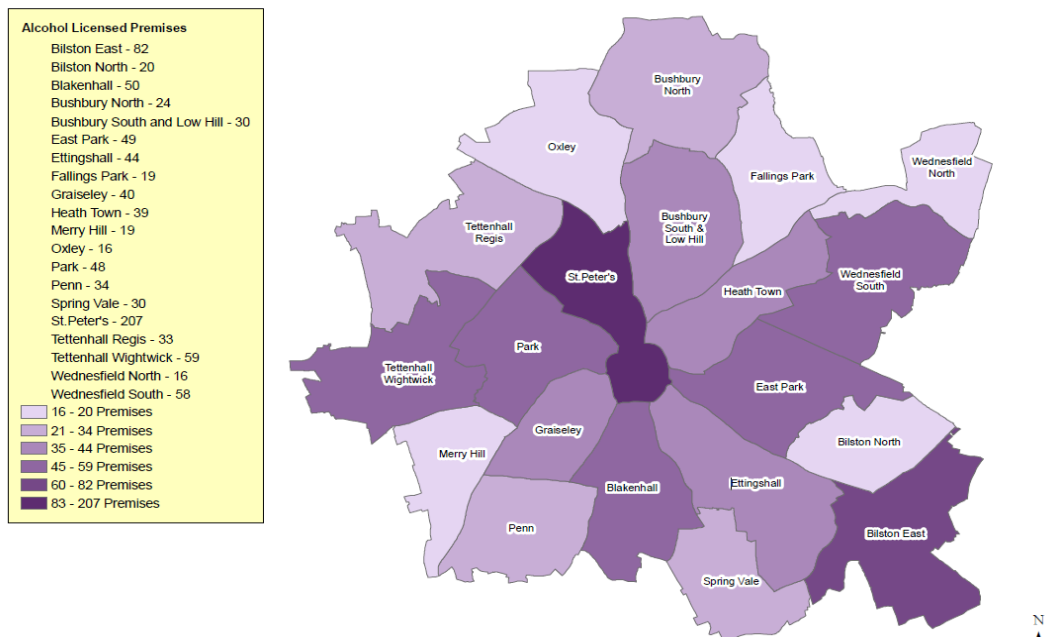 Alcohol Licensed Premises
Bilston East - 82
Bilston North - 20
Blakenhall - 50
Bushbury North - 24
Bushbury South and Low Hill - 30
East Park - 49
Ettingshall - 44
Fallings Park - 19
Graiseley - 40
Heath Town - 39
Merry Hill - 19
Oxley - 16
Park - 48
Penn - 34
Spring Vale - 30
St.Peter's - 207
Tettenhall Regis - 33
Tettenhall Wightwick - 59
Wednesfield North - 16
Wednesfield South - 58
16 - 20 Premises
21 - 34 Premises
35 - 44 Premises
45 - 59 Premises
60 - 82 Premises
83 - 207 Premises
Bushbury
North
Oxley
Fallings Park
Wednesfield
North
Tettenhall
Regis
Bushbury
South &
Low Hill
St.Peter's
Wednesfield
South
Heath Town
Park
Tettenhall
Wightwick
East Park
Graiseley
Bilston North
Merry Hill
Blakenhall
Ettingshall
Penn
Bilston East
Spring Vale
N